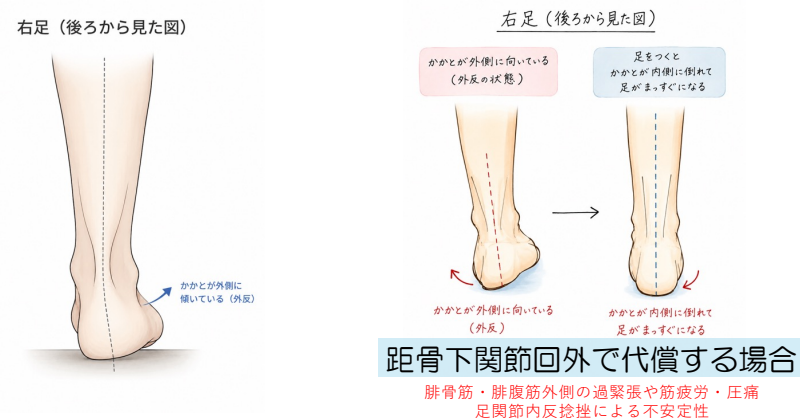 右足（後ろから見た図）
かかとが外側に
傾いている（外反）
右足（後ろから見た図）
かかとが外側に向いている
（外反の状態）
足をつくと
かかとが内側に倒れて
足がまっすぐになる
かかとが外側に向いている
（外反）
かかとが内側に倒れて
足がまっすぐになる
距骨下関節回外で代償する場合
腓骨筋・腓腹筋外側の過緊張や筋疲労・圧痛
足関節内反捻挫による不安定性